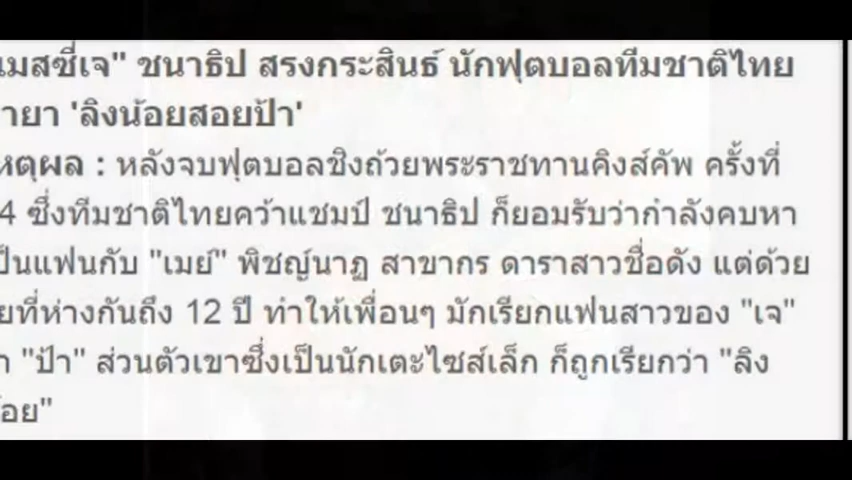 เมสซี่เจ" ชนาธิป สรงกระสินธ์ นักฟุตบอลทีมชาติไทย
ายา 'ลิงน้อยสอยป้า'
หตุผล : หลังจบฟุตบอลชิงถ้วยพระราชทานคิงส์คัพ ครั้งที่
4 ซึ่งทีมชาติไทยคว้าแชมป์ ชนาธิป ก็ยอมรับว่ากำลังคบหา
ป็นแฟนกับ "เมย์" พิชญ์นาฏ สาขากร ดาราสาวชื่อดัง แต่ด้วย
ยที่ห่างกันถึง 12 ปี ทำให้เพื่อนๆ มักเรียกแฟนสาวของ "เจ"
า "ป้า" ส่วนตัวเขาซึ่งเป็นนักเตะไซส์เล็ก ก็ถูกเรียกว่า "ลิง
้อย"